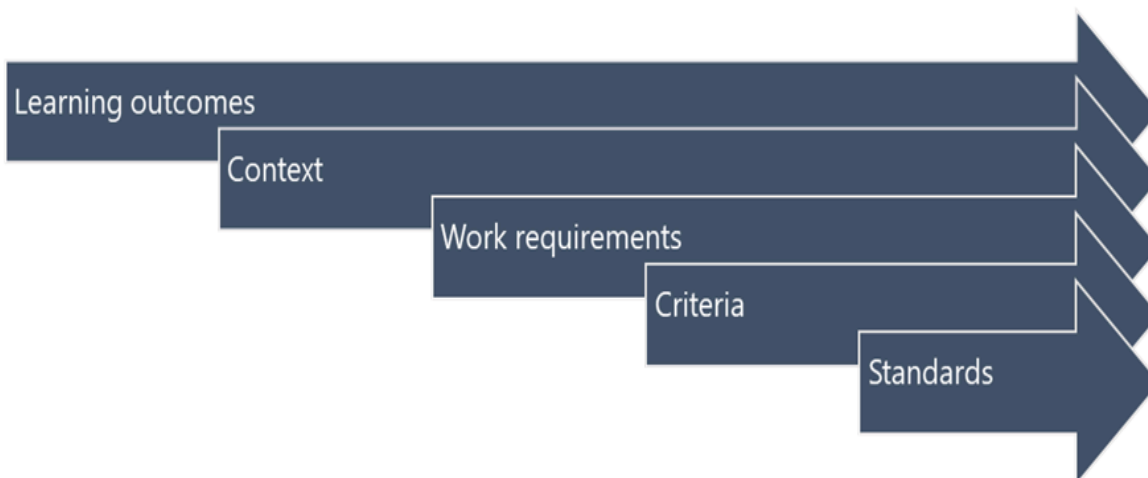 Learning outcomes
Context
Work requirements
Criteria
Standards